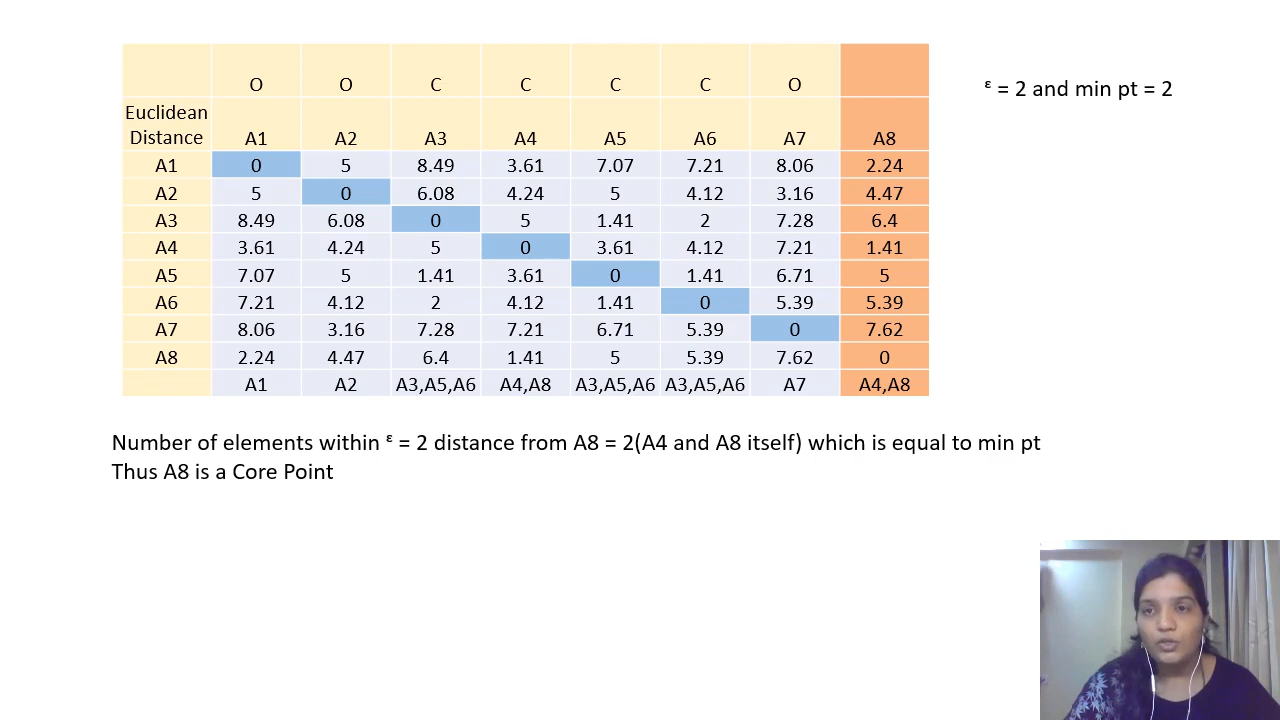 O O C C C C O
Euclidean
Distance A1 A2 A3 A4 A5 A6 A7 A8
A1 0 5 8.49 3.61 7.07 7.21 8.06 2.24
A2 5 0 6.08 4.24 5 4.12 3.16 4.47
A3 8.49 6.08 0 5 1.41 2 7.28 6.4
A4 3.61 4.24 5 0 3.61 4.12 7.21 1.41
A5 7.07 5 1.41 3.61 0 1.41 6.71 5
A6 7.21 4.12 2 4.12 1.41 0 5.39 5.39
A7 8.06 3.16 7.28 7.21 6.71 5.39 0 7.62
A8 2.24 4.47 6.4 1.41 5 5.39 7.62 0
A1 A2 A3,A5,A6 A4,A8 A3,A5,A6 A3,A5,A6 A7 A4,A8
ε = 2 and min pt = 2
Number of elements within ε = 2 distance from A8 = 2(A4 and A8 itself) which is equal to min pt
Thus A8 is a Core Point